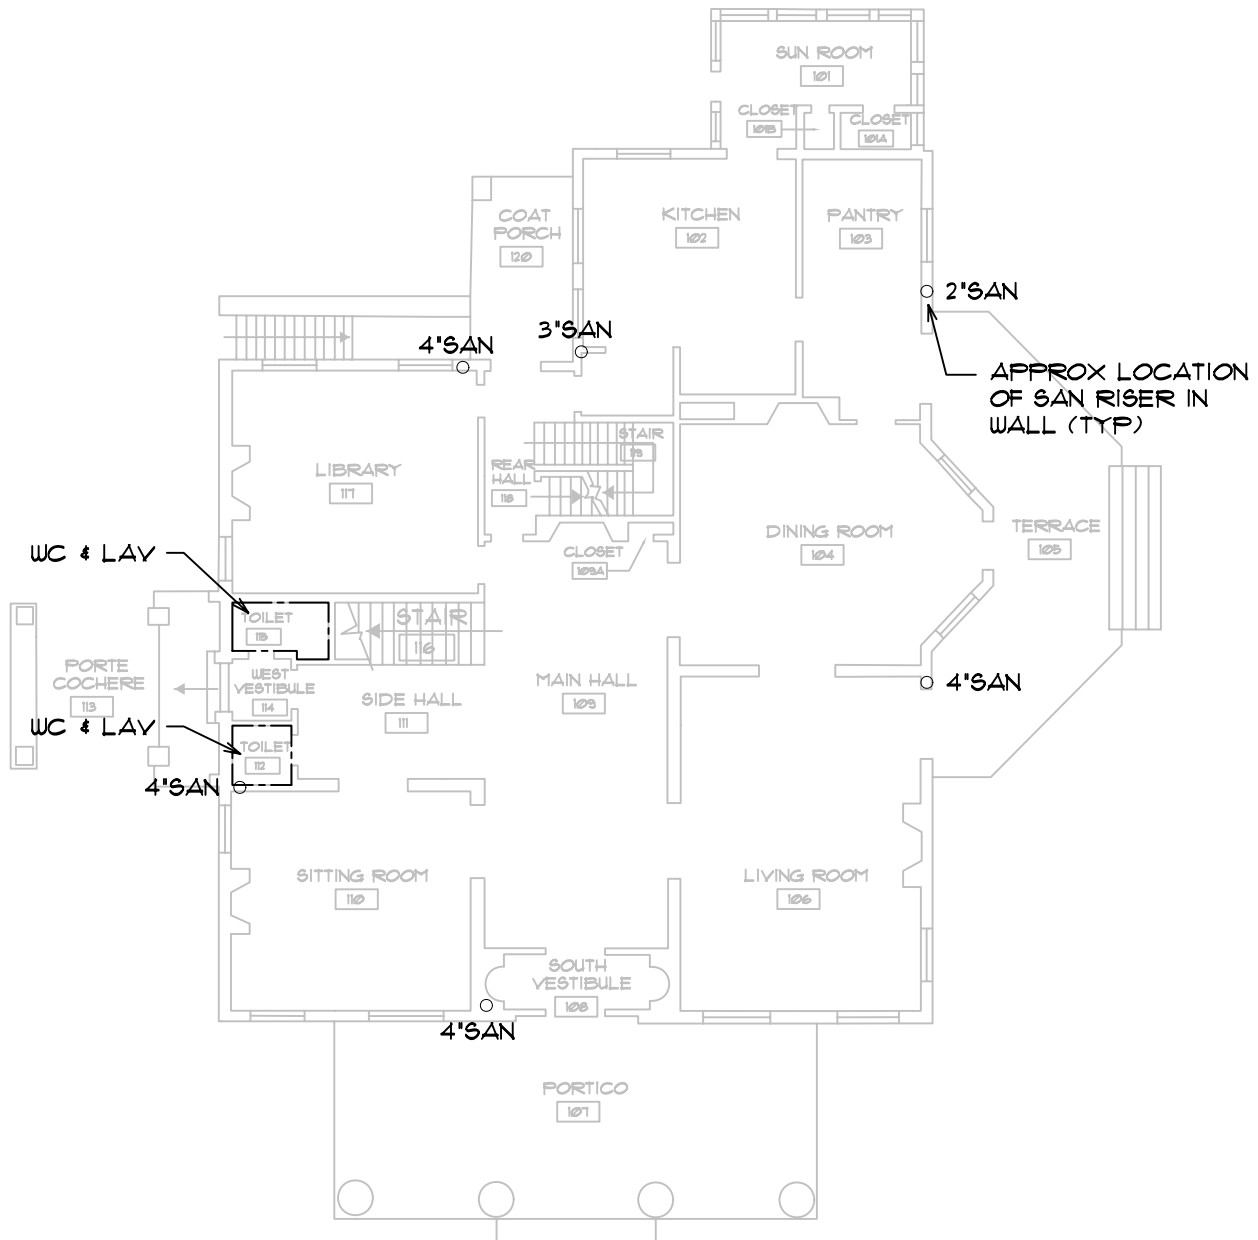 SUN ROOM
101
CLOSET
101B
CLOSET
101A
COAT
PORCH
120
KITCHEN
102
PANTRY
103
2"SAN
3"SAN
4"SAN
APPROX LOCATION
OF SAN RISER IN
WALL (TYP)
STAIR
119
REAR
HALL
118
LIBRARY
117
DINING ROOM
104
TERRACE
105
WC & LAV
CLOSET
109A
TOILET
115
STAIR
116
PORTE
COCHERE
113
WEST
VESTIBULE
114
SIDE HALL
111
MAIN HALL
109
4"SAN
WC & LAV
TOILET
112
4"SAN
SITTING ROOM
110
LIVING ROOM
106
SOUTH
VESTIBULE
108
4"SAN
PORTICO
107